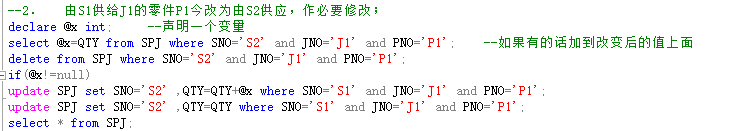 --2. 由S1供给J1的零件P1今改为由S2供应，作必要修改；
declare @x int; --声明一个变量
select @x=QTY from SPJ where SNO='S2' and JNO='J1' and PNO='P1'; --如果有的话加到改变后的值上面
delete from SPJ where SNO='S2' and JNO='J1' and PNO='P1';
if(@x!=null)
update SPJ set SNO='S2' ,QTY=QTY+@x where SNO='S1' and JNO='J1' and PNO='P1';
update SPJ set SNO='S2' ,QTY=QTY where SNO='S1' and JNO='J1' and PNO='P1';
select * from SPJ;